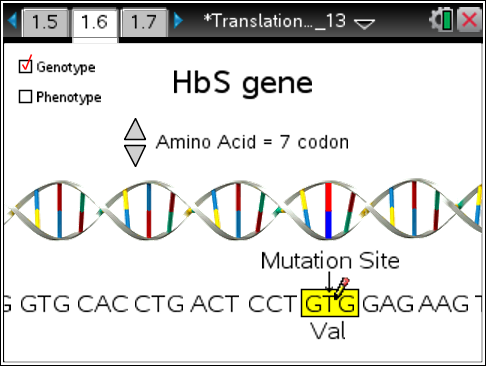 1.5 1.6 1.7 *Translation..._13
Genotype
HbS gene
Phenotype
Amino Acid = 7 codon
Mutation Site
G GTG CAC CTG ACT CCT GTG GAG AAG T
Val